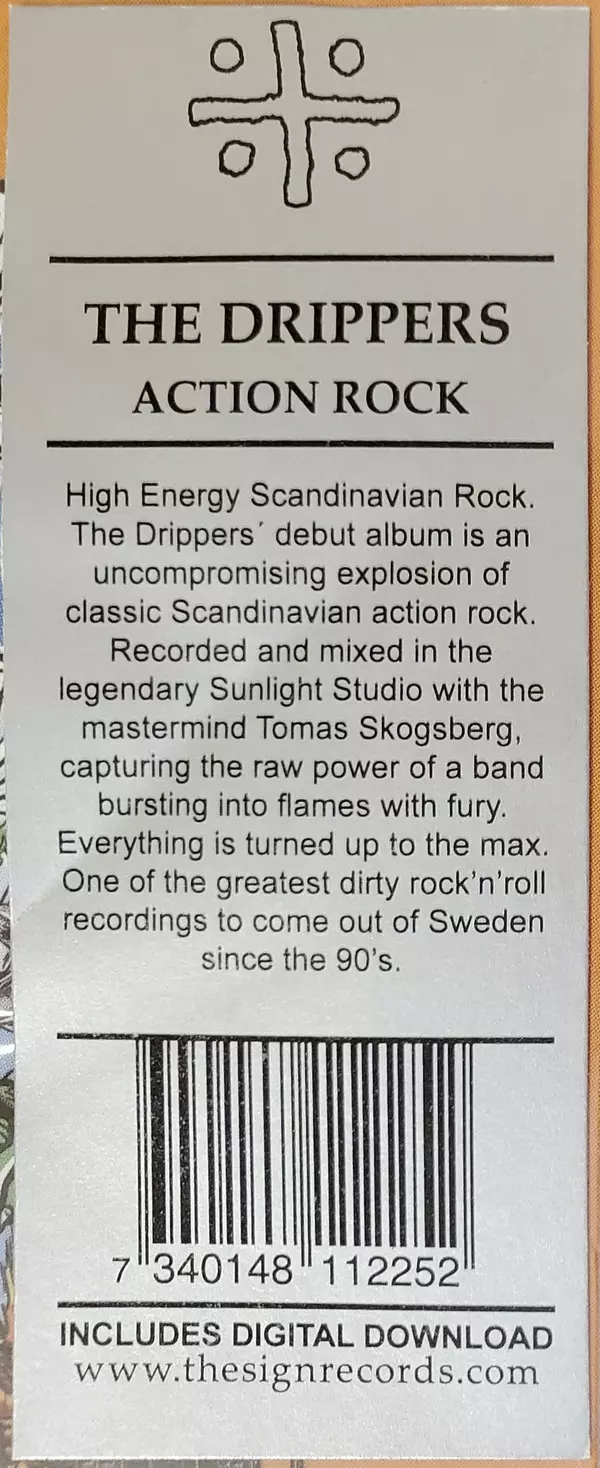 THE DRIPPERS
ACTION ROCK
High Energy Scandinavian Rock.
The Drippers´ debut album is an
uncompromising explosion of
classic Scandinavian action rock.
Recorded and mixed in the
legendary Sunlight Studio with the
mastermind Tomas Skogsberg,
capturing the raw power of a band
bursting into flames with fury.
Everything is turned up to the max.
One of the greatest dirty rock’n’roll
recordings to come out of Sweden
since the 90’s.
7 340148 112252
INCLUDES DIGITAL DOWNLOAD
www.thesignrecords.com